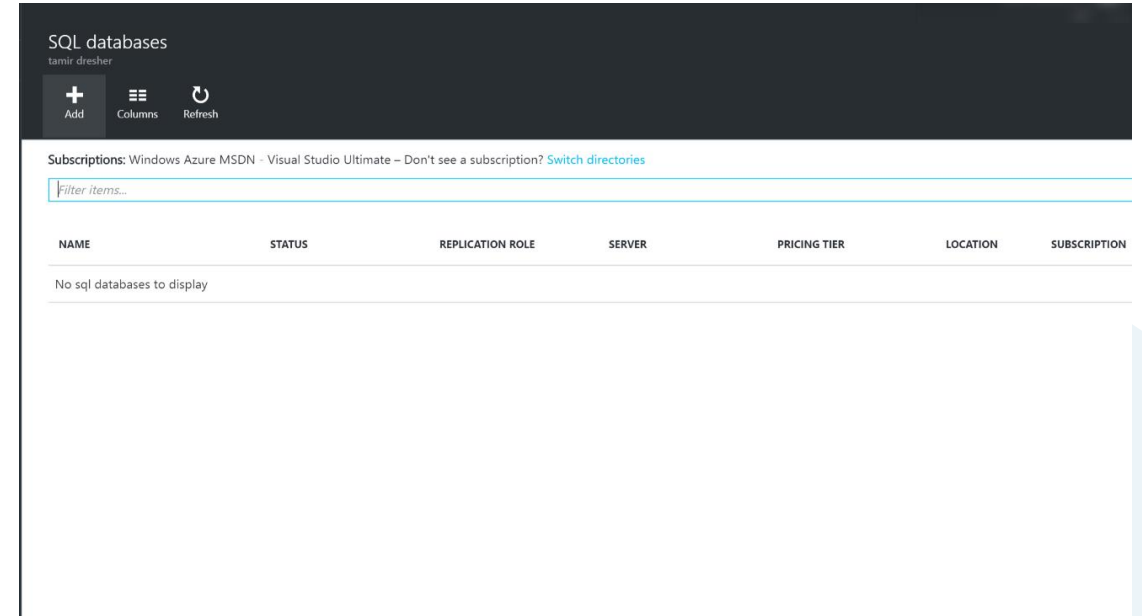 SQL databases
tamir dresher
Add Columns Refresh
Subscriptions: Windows Azure MSDN - Visual Studio Ultimate – Don't see a subscription? Switch directories
Filter items...
NAME STATUS REPLICATION ROLE SERVER PRICING TIER LOCATION SUBSCRIPTION
No sql databases to display